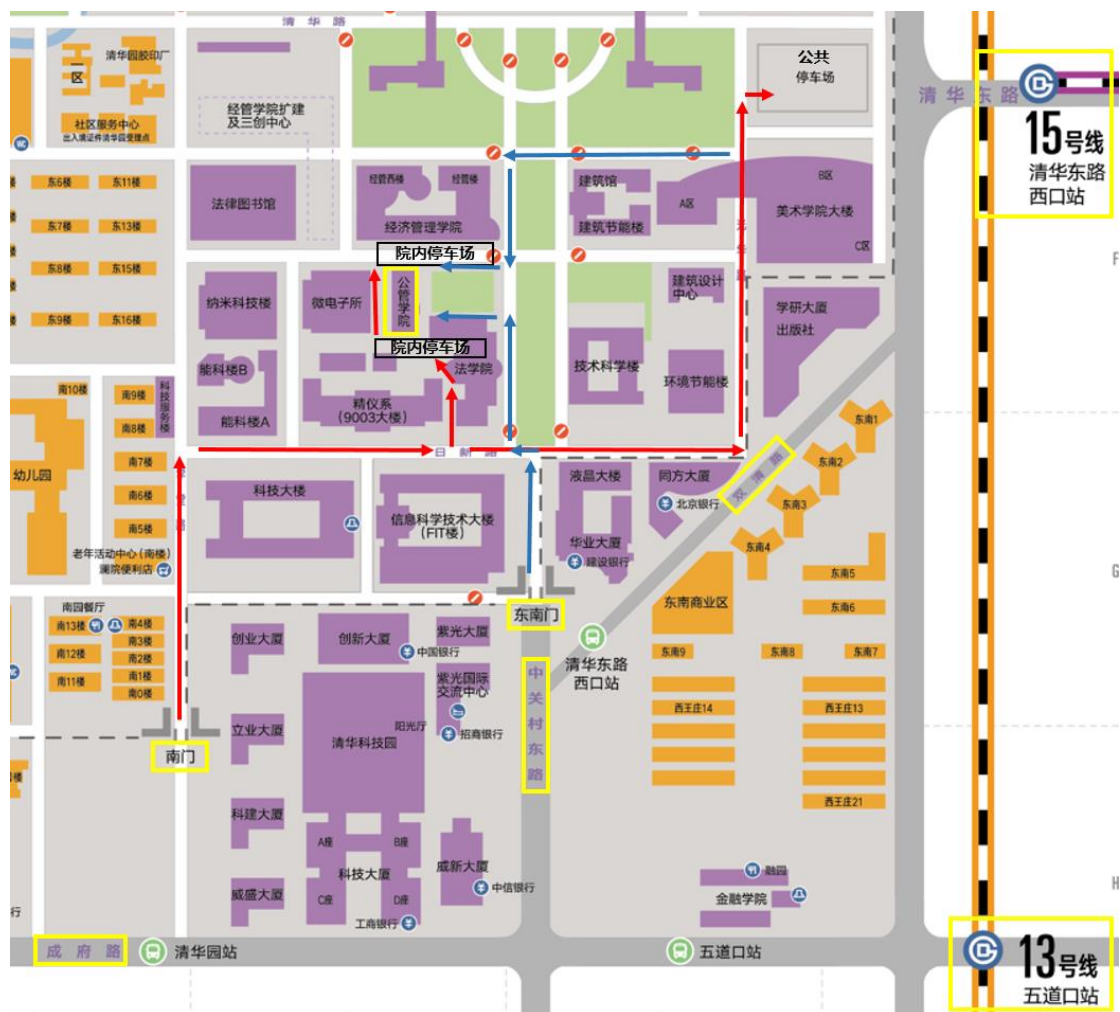 清华路
清华园胶印厂
一区
社区服务中心
出入境证件清华园受理点
WC
经管学院扩建
及三创中心
公共
停车场
清华东路
15号线
清华东路
西口站
东6楼
东11楼
东7楼
东13楼
东8楼
东15楼
东9楼
东16楼
法律图书馆
经管西楼
经管楼
经济管理学院
建筑馆
建筑节能楼
A区
B区
美术学院大楼
C区
院内停车场
纳米科技楼
微电子所
公管学院
建筑设计
中心
学研大厦
出版社
F
院内停车场
能科楼B
能科楼A
精仪系
(9003大楼)
法学院
技术科学楼
环境节能楼
南10楼
南9楼
南8楼
科技服务楼
日新路
幼儿园
南7楼
南6楼
南5楼
老年活动中心(南楼)
澜院便利店
科技大楼
信息科学技术大楼
(FIT楼)
液晶大楼
同方大厦
北京银行
双清路
华业大厦
建设银行
东南1
东南2
东南3
东南4
东南5
东南6
东南商业区
G
南园餐厅
南13楼
南4楼
南3楼
南12楼
南2楼
南1楼
南11楼
南0楼
东南门
创业大厦
创新大厦
中国银行
紫光大厦
紫光国际
交流中心
招商银行
清华东路
西口站
东南9
东南8
东南7
中关村东路
西王庄14
西王庄13
西王庄21
南门
立业大厦
阳光厅
清华科技园
科建大厦
A座
B座
科技大厦
C座
D座
威盛大厦
工商银行
威新大厦
中信银行
融园
金融学院
H
行
成府路
清华园站
五道口站
13号线
五道口站